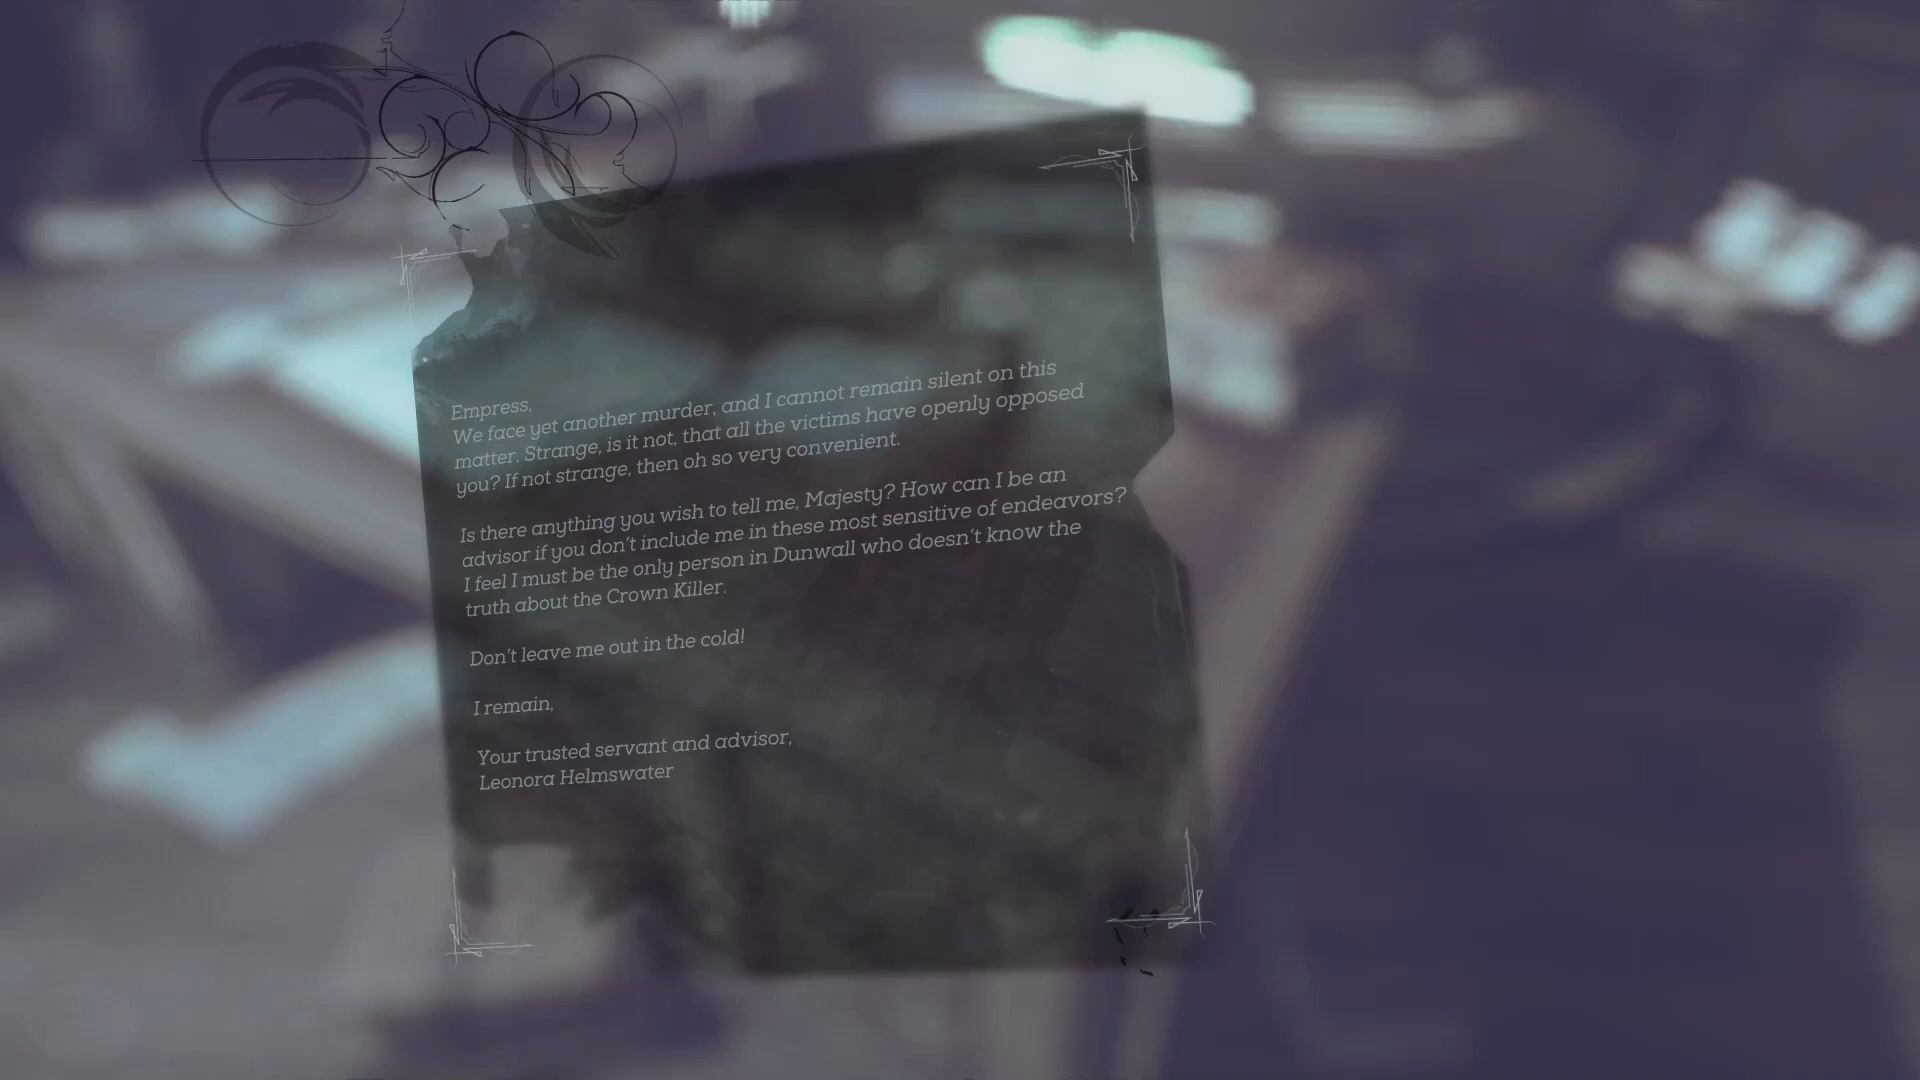 Empress,
We face yet another murder, and I cannot remain silent on this
matter. Strange, is it not, that all the victims have openly opposed
you? If not strange, then oh so very convenient.
Is there anything you wish to tell me, Majesty? How can I be an
advisor if you don't include me in these most sensitive of endeavors?
I feel I must be the only person in Dunwall who doesn't know the
truth about the Crown Killer.
Don't leave me out in the cold!
I remain,
Your trusted servant and advisor,
Leonora Helmswater